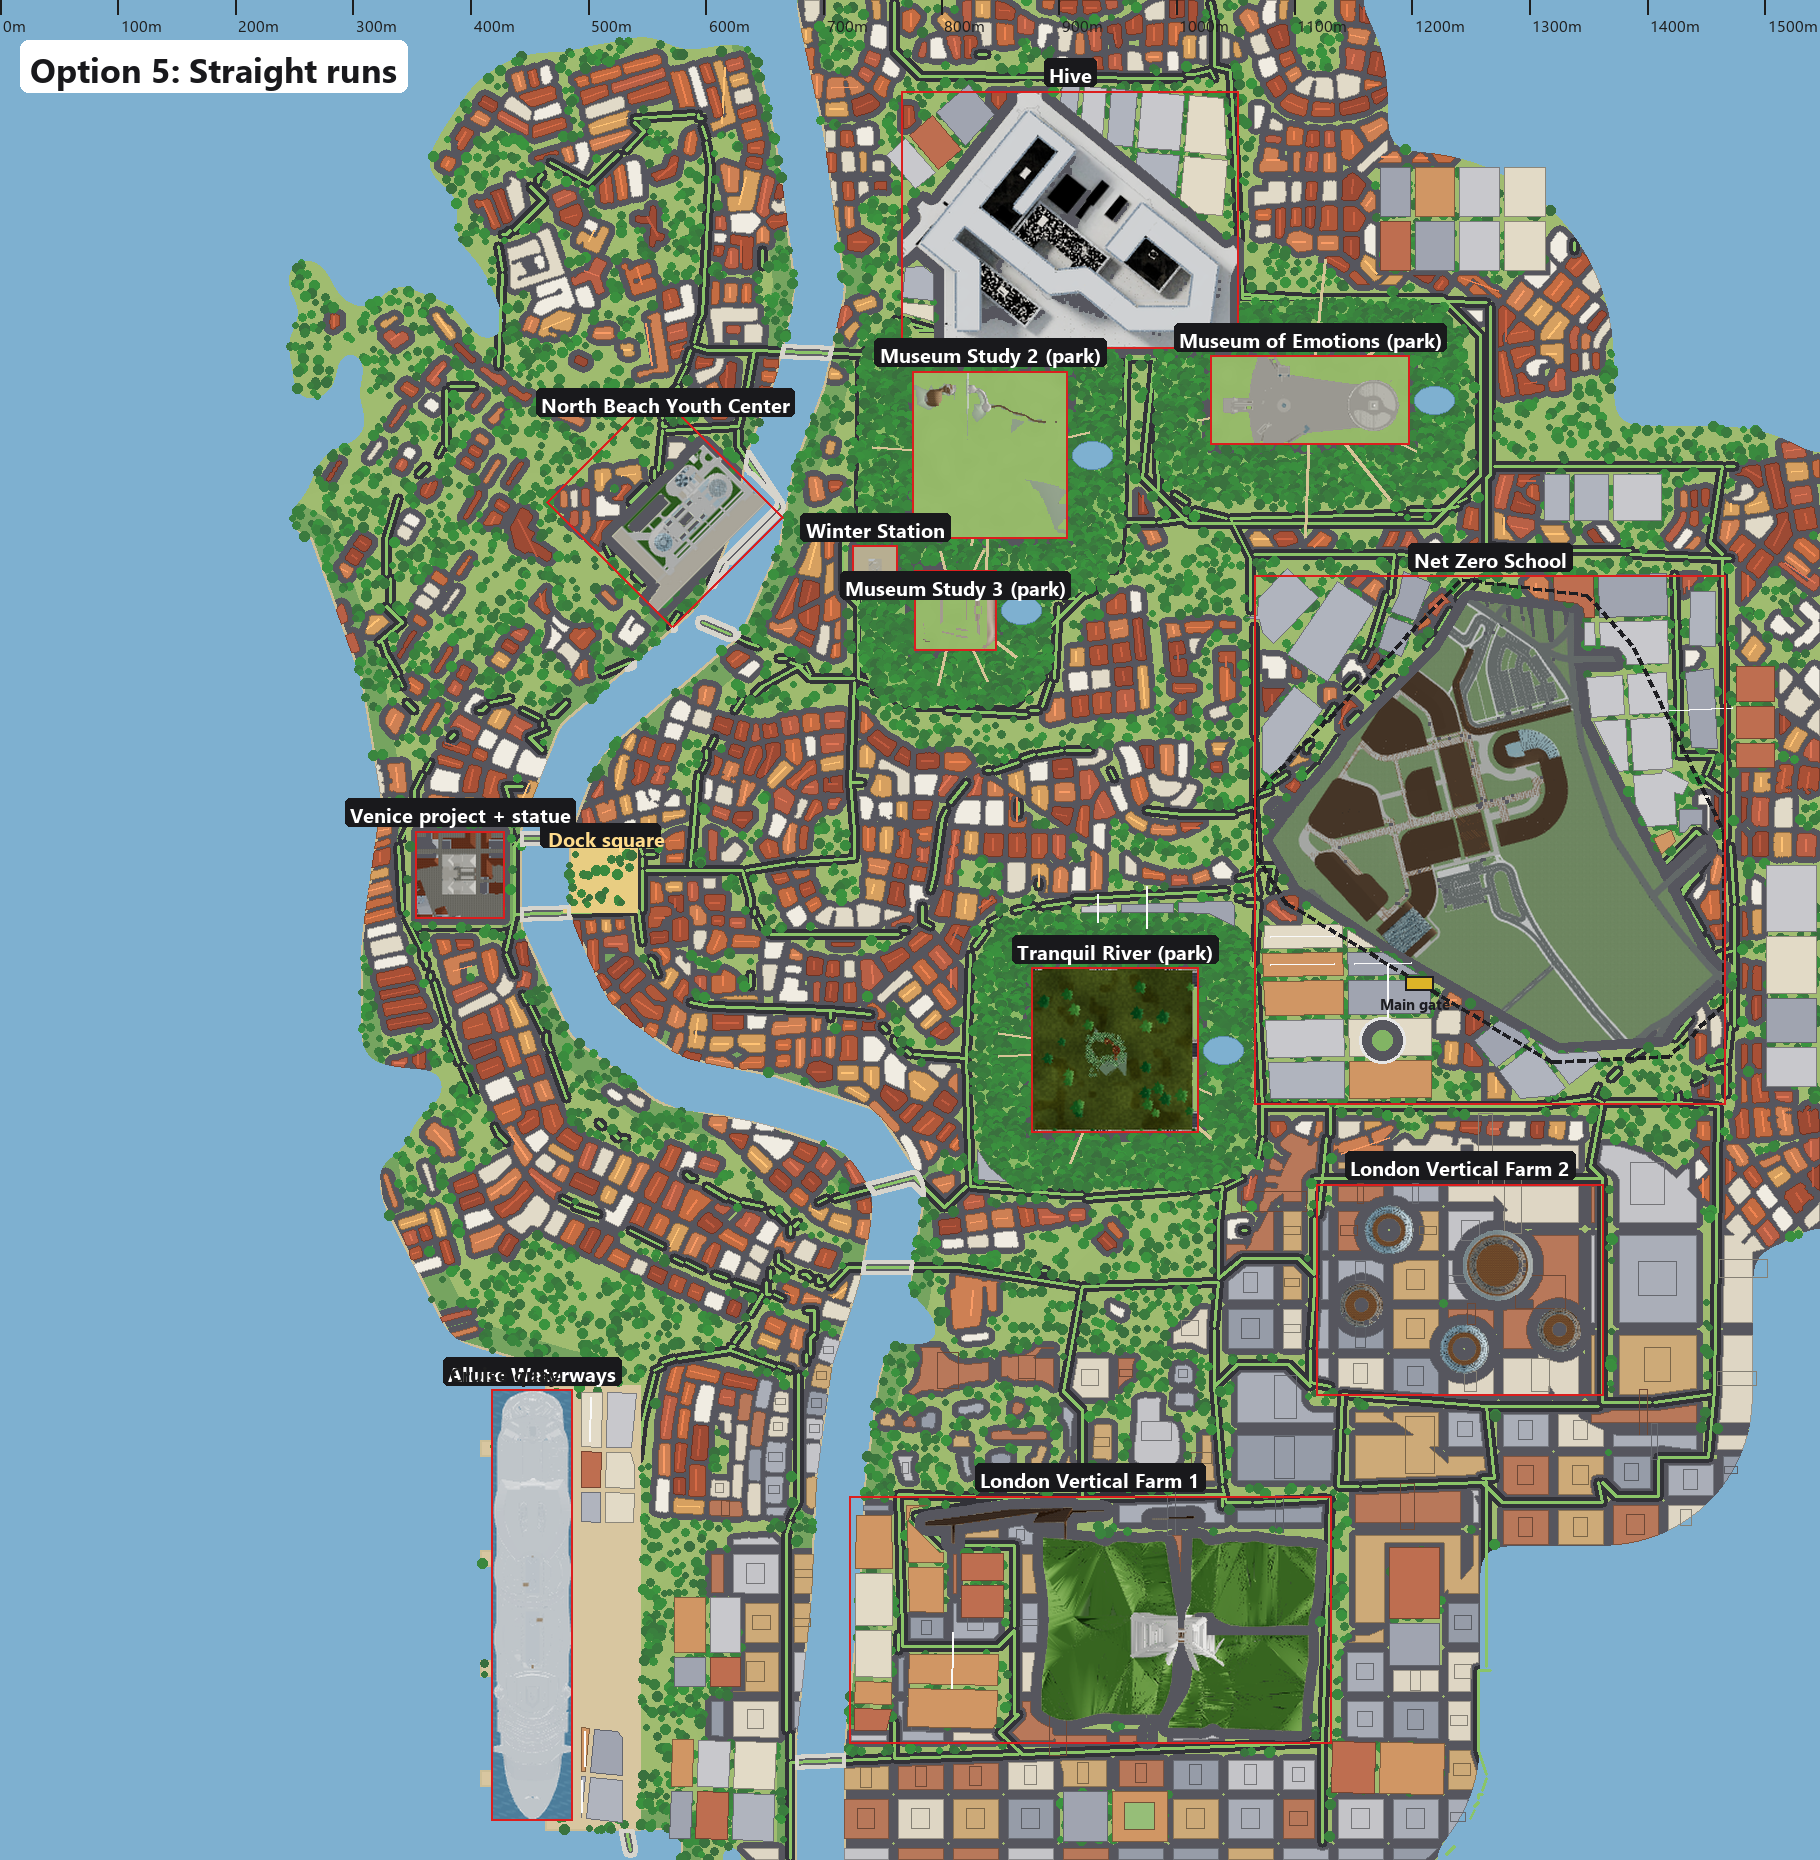 0m 100m 200m 300m 400m 500m 600m 700m 800m 900m 1000m 1100m 1200m 1300m 1400m 1500m
Option 5: Straight runs
Hive
Museum of Emotions (park)
Museum Study 2 (park)
North Beach Youth Center
Winter Station
Net Zero School
Museum Study 3 (park)
Venice project + statue
Dock square
Tranquil River (park)
Main gate
London Vertical Farm 2
Allure Waterways
London Vertical Farm 1